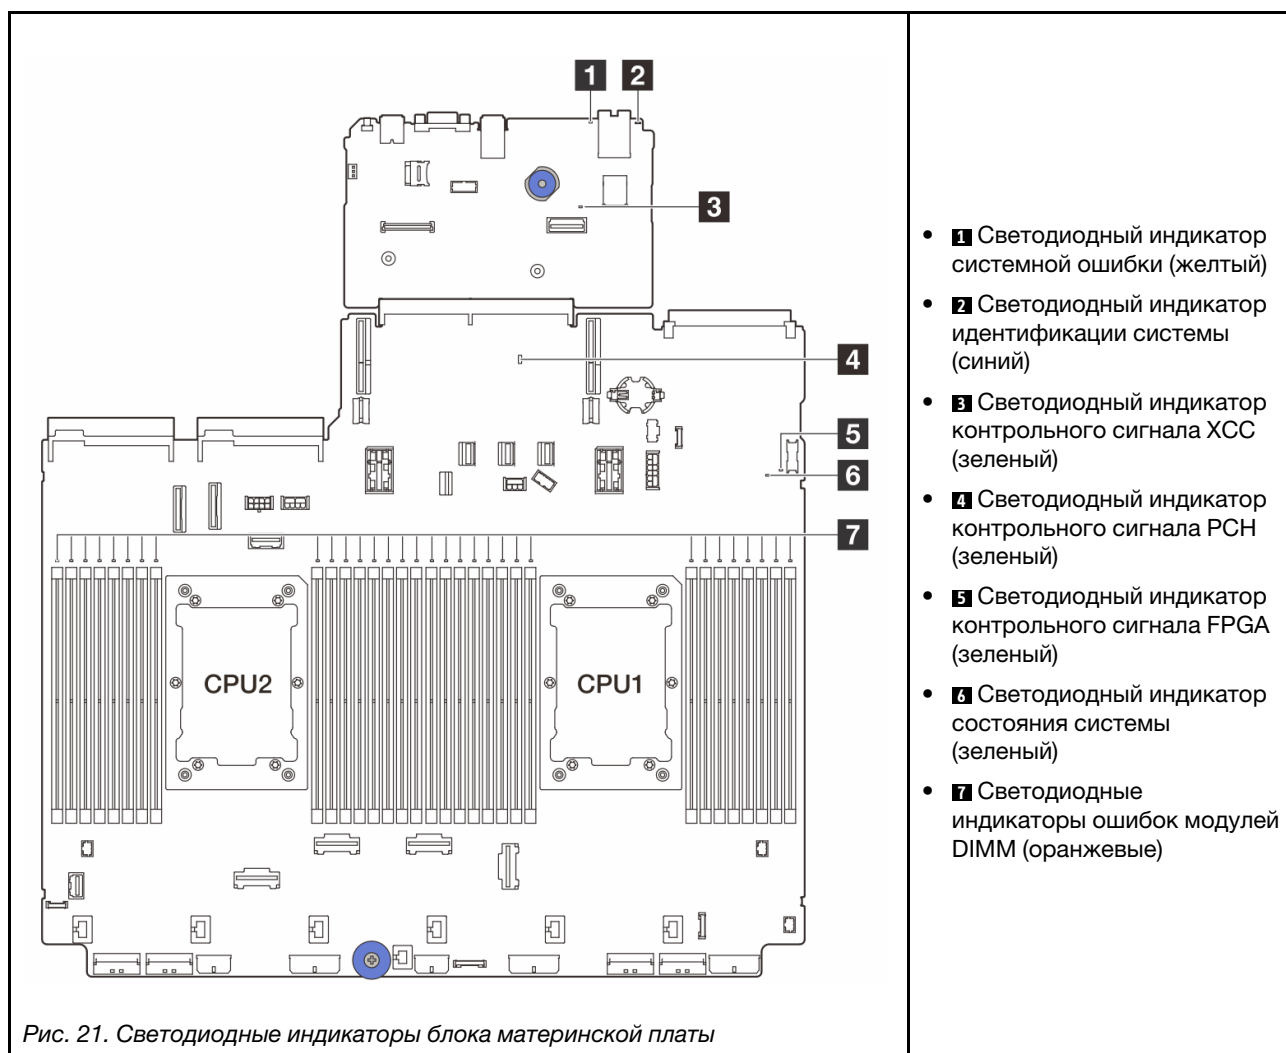 1 2
3
4
5
6
7
CPU2 CPU1
Рис. 21. Светодиодные индикаторы блока материнской платы
• 1 Светодиодный индикатор
системной ошибки (желтый)
• 2 Светодиодный индикатор
идентификации системы
(синий)
• 3 Светодиодный индикатор
контрольного сигнала XCC
(зеленый)
• 4 Светодиодный индикатор
контрольного сигнала PCH
(зеленый)
• 5 Светодиодный индикатор
контрольного сигнала FPGA
(зеленый)
• 6 Светодиодный индикатор
состояния системы
(зеленый)
• 7 Светодиодные
индикаторы ошибок модулей
DIMM (оранжевые)